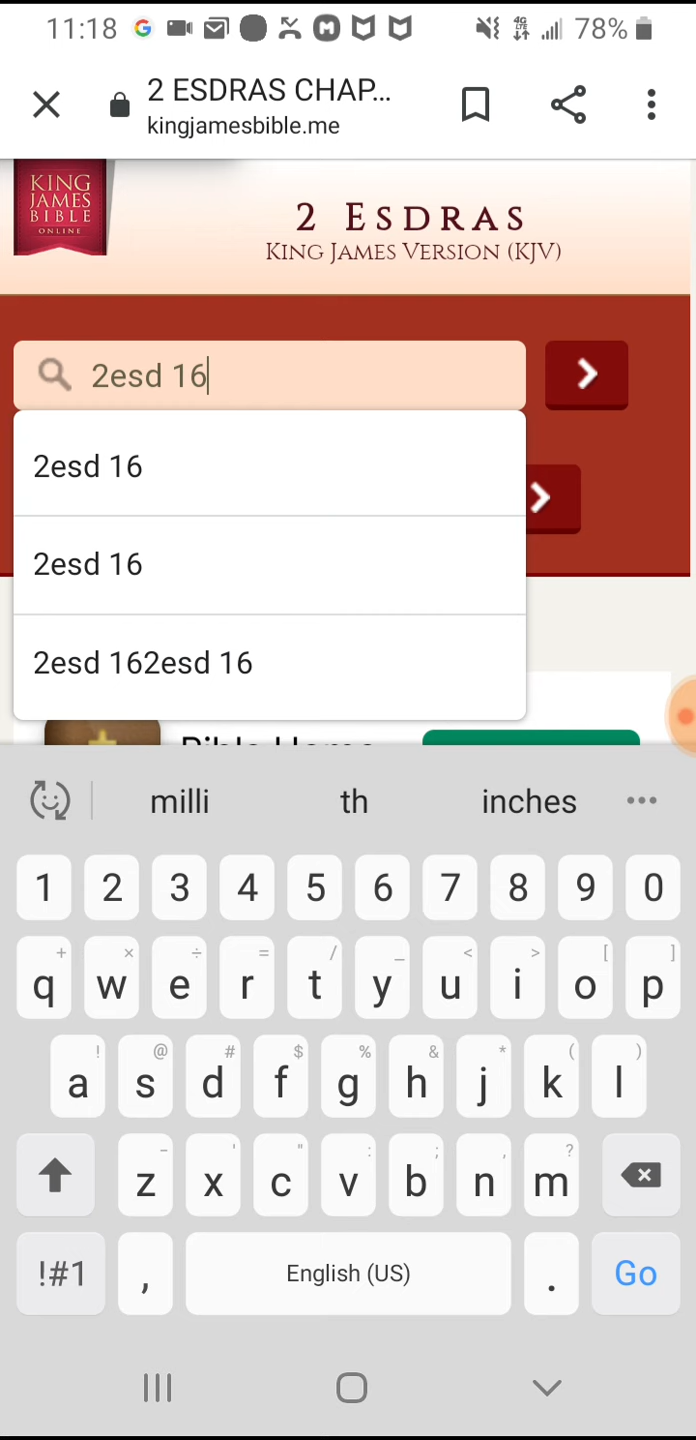 11:18 78%
2 ESDRAS CHAP...
kingjamesbible.me
KING
JAMES
BIBLE
ONLINE
2 ESDRAS
KING JAMES VERSION (KJV)
2esd 16
2esd 16
2esd 16
2esd 162esd 16
milli th inches
1 2 3 4 5 6 7 8 9 0
+ × ÷ = / _ < > [ ]
q w e r t y u i o p
! @ # $ % & * ( )
a s d f g h j k l
- ' " : ; , ?
z x c v b n m
!#1 , English (US) . Go